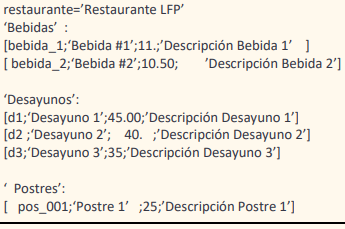 restaurante=’Restaurante LFP’
‘Bebidas’ :
[bebida_1;‘Bebida #1’;11.;’Descripción Bebida 1’ ]
[ bebida_2;‘Bebida #2’;10.50; ’Descripción Bebida 2’]
‘Desayunos’:
[d1;‘Desayuno 1’;45.00;’Descripción Desayuno 1’]
[d2 ;‘Desayuno 2’; 40. ;’Descripción Desayuno 2’]
[d3;‘Desayuno 3’;35;’Descripción Desayuno 3’]
‘ Postres’:
[ pos_001;‘Postre 1’ ;25;’Descripción Postre 1’]